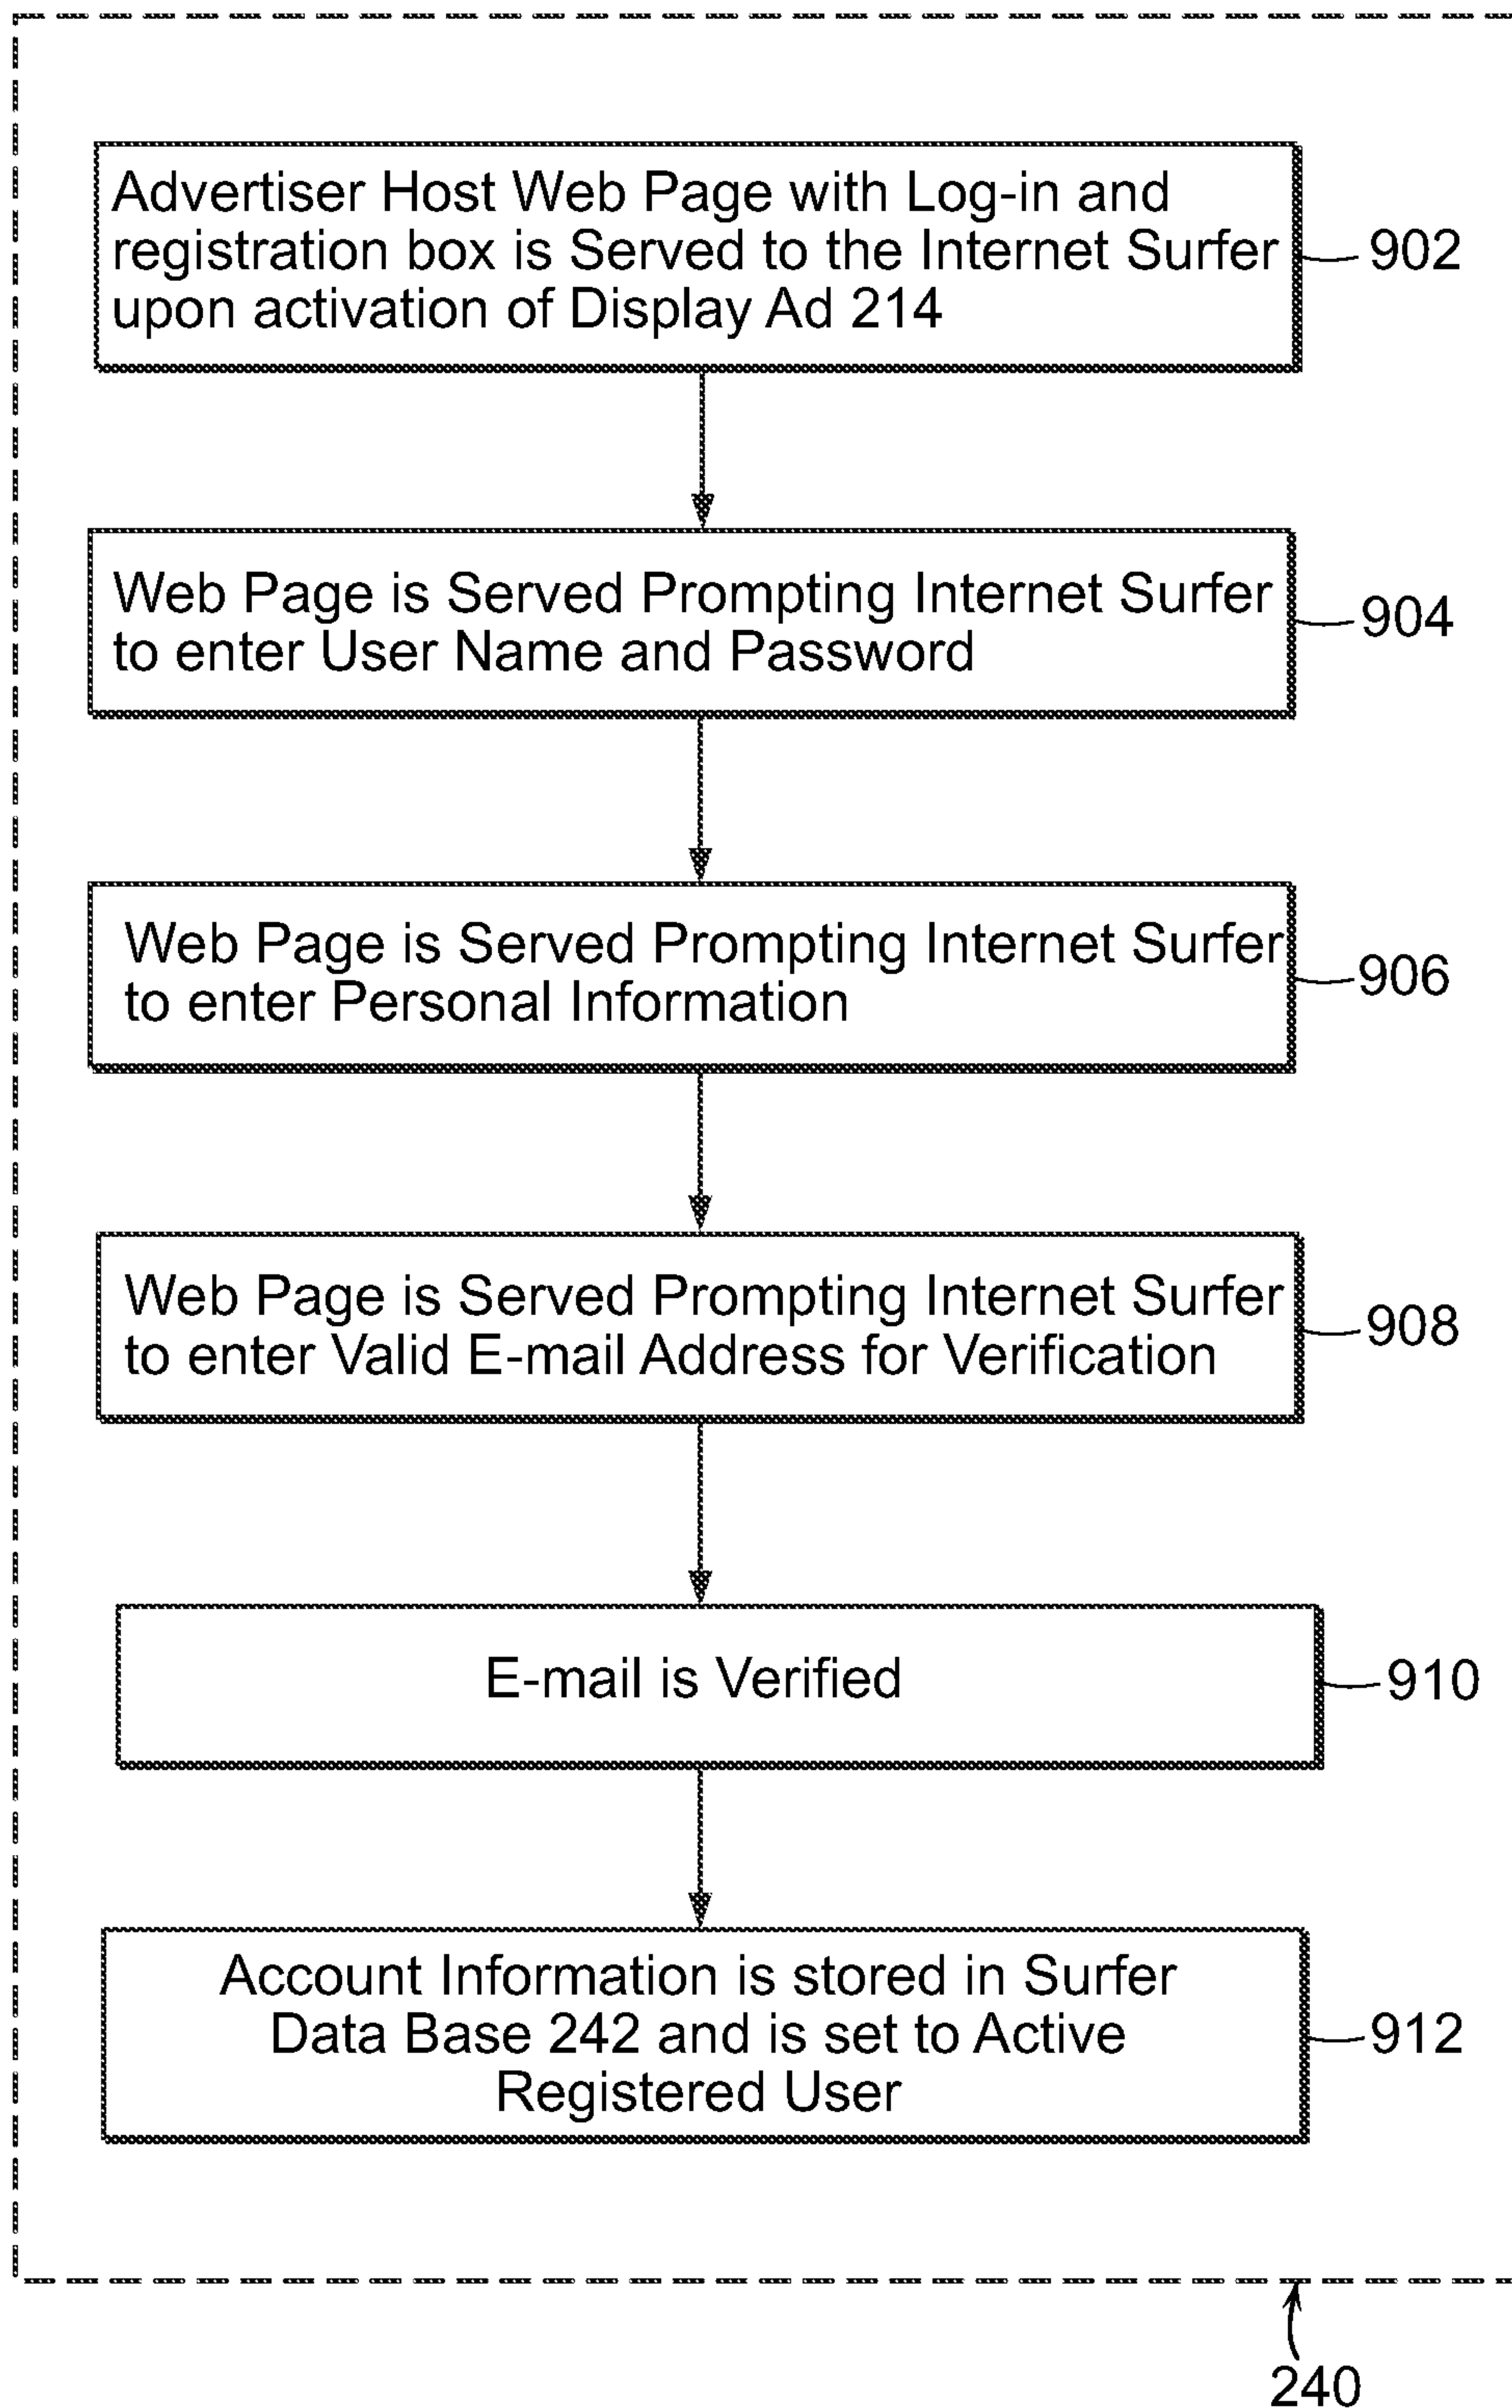 Advertiser Host Web Page with Log-in and
registration box is Served to the Internet Surfer
upon activation of Display Ad 214
902
Web Page is Served Prompting Internet Surfer
to enter User Name and Password
904
Web Page is Served Prompting Internet Surfer
to enter Personal Information
906
Web Page is Served Prompting Internet Surfer
to enter Valid E-mail Address for Verification
908
E-mail is Verified
910
Account Information is stored in Surfer
Data Base 242 and is set to Active
Registered User
912
240